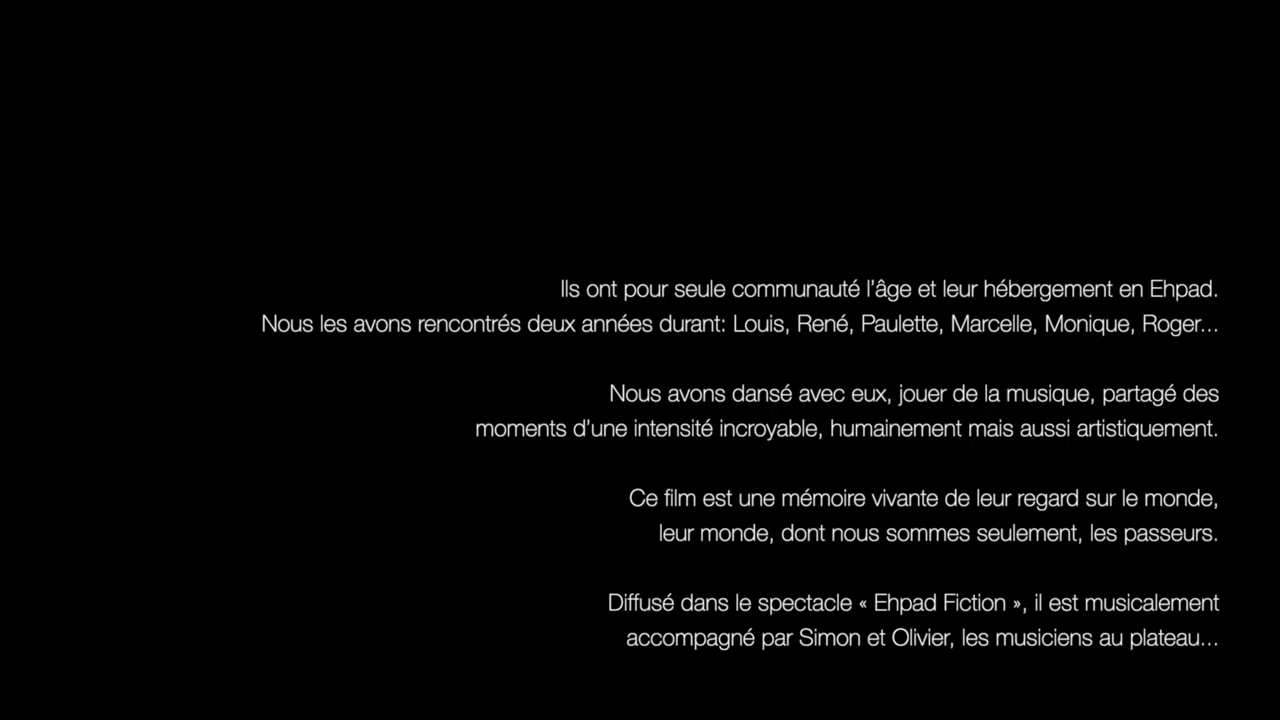 Ils ont pour seule communauté l'âge et leur hébergement en Ehpad.
Nous les avons rencontrés deux années durant: Louis, René, Paulette, Marcelle, Monique, Roger...
Nous avons dansé avec eux, jouer de la musique, partagé des
moments d'une intensité incroyable, humainement mais aussi artistiquement.
Ce film est une mémoire vivante de leur regard sur le monde,
leur monde, dont nous sommes seulement, les passeurs.
Diffusé dans le spectacle « Ehpad Fiction », il est musicalement
accompagné par Simon et Olivier, les musiciens au plateau...